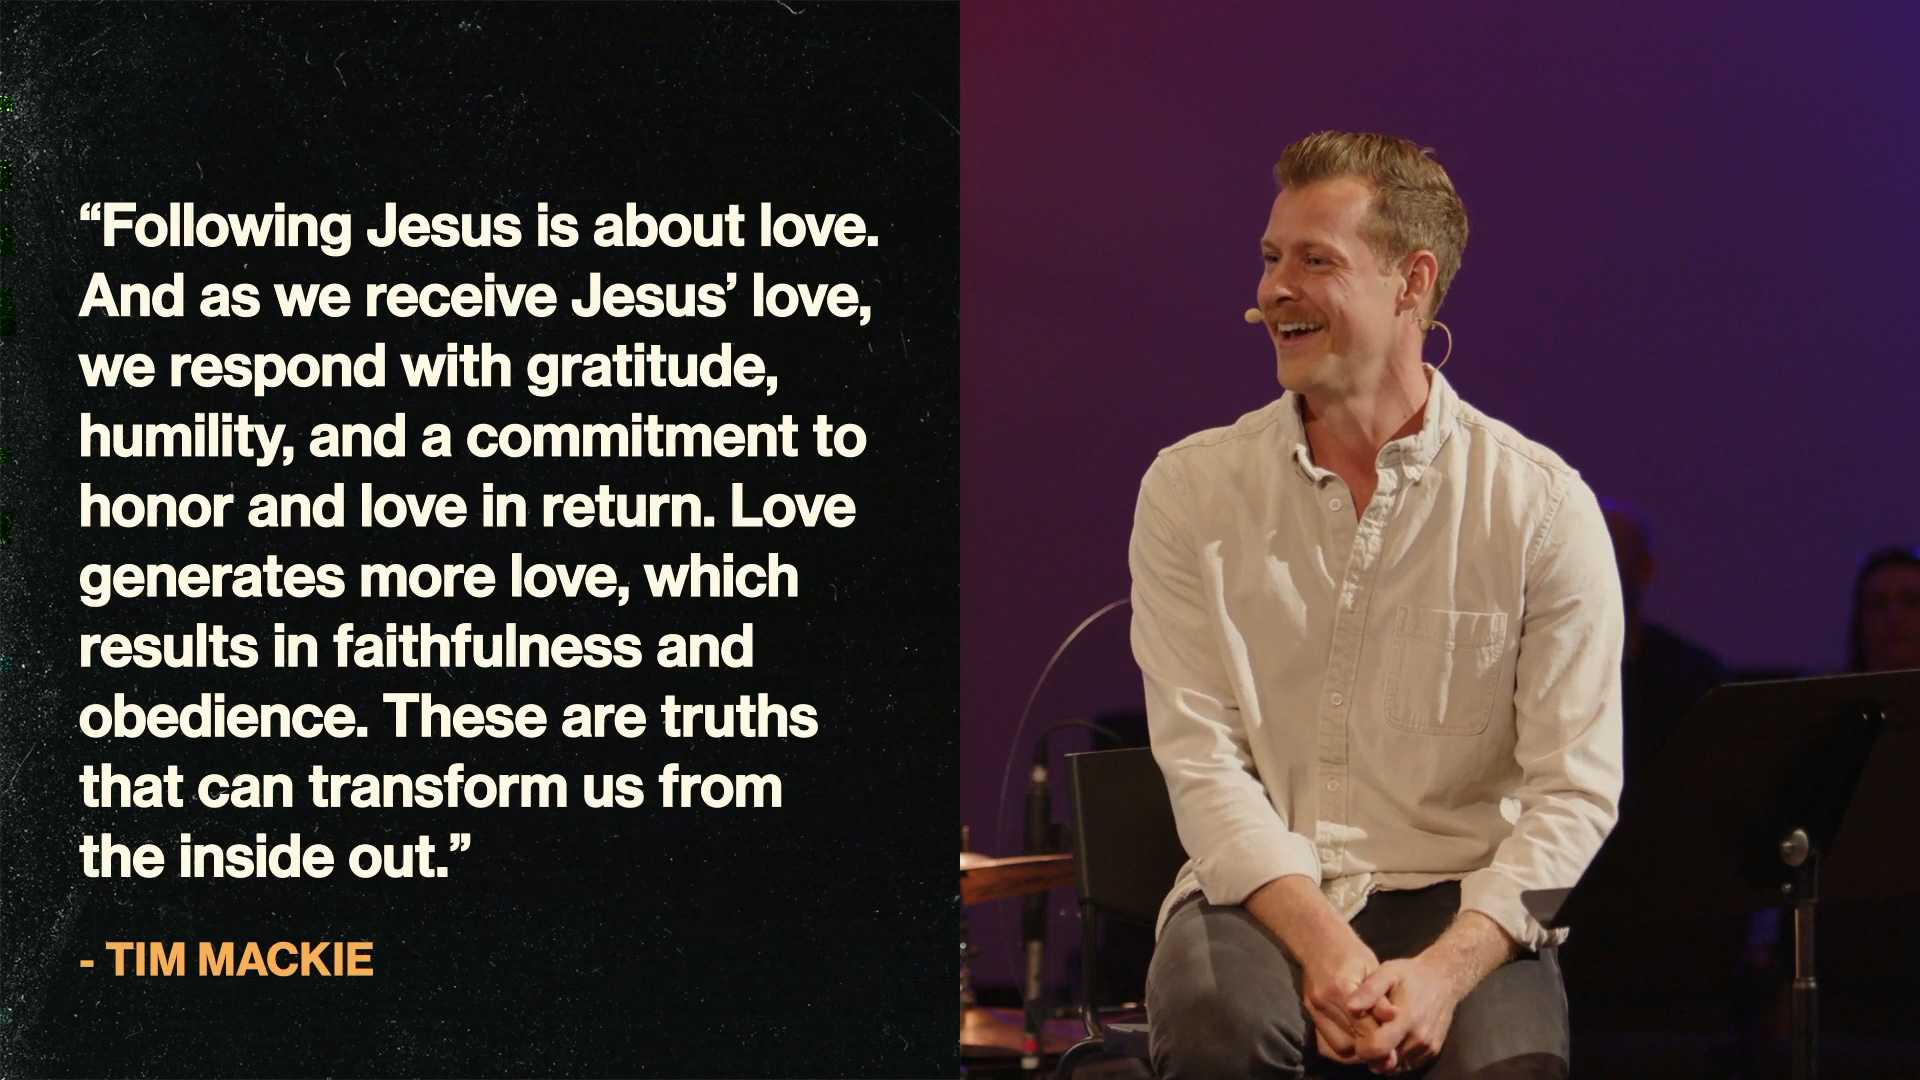 “Following Jesus is about love.
And as we receive Jesus’ love,
we respond with gratitude,
humility, and a commitment to
honor and love in return. Love
generates more love, which
results in faithfulness and
obedience. These are truths
that can transform us from
the inside out.”
- TIM MACKIE